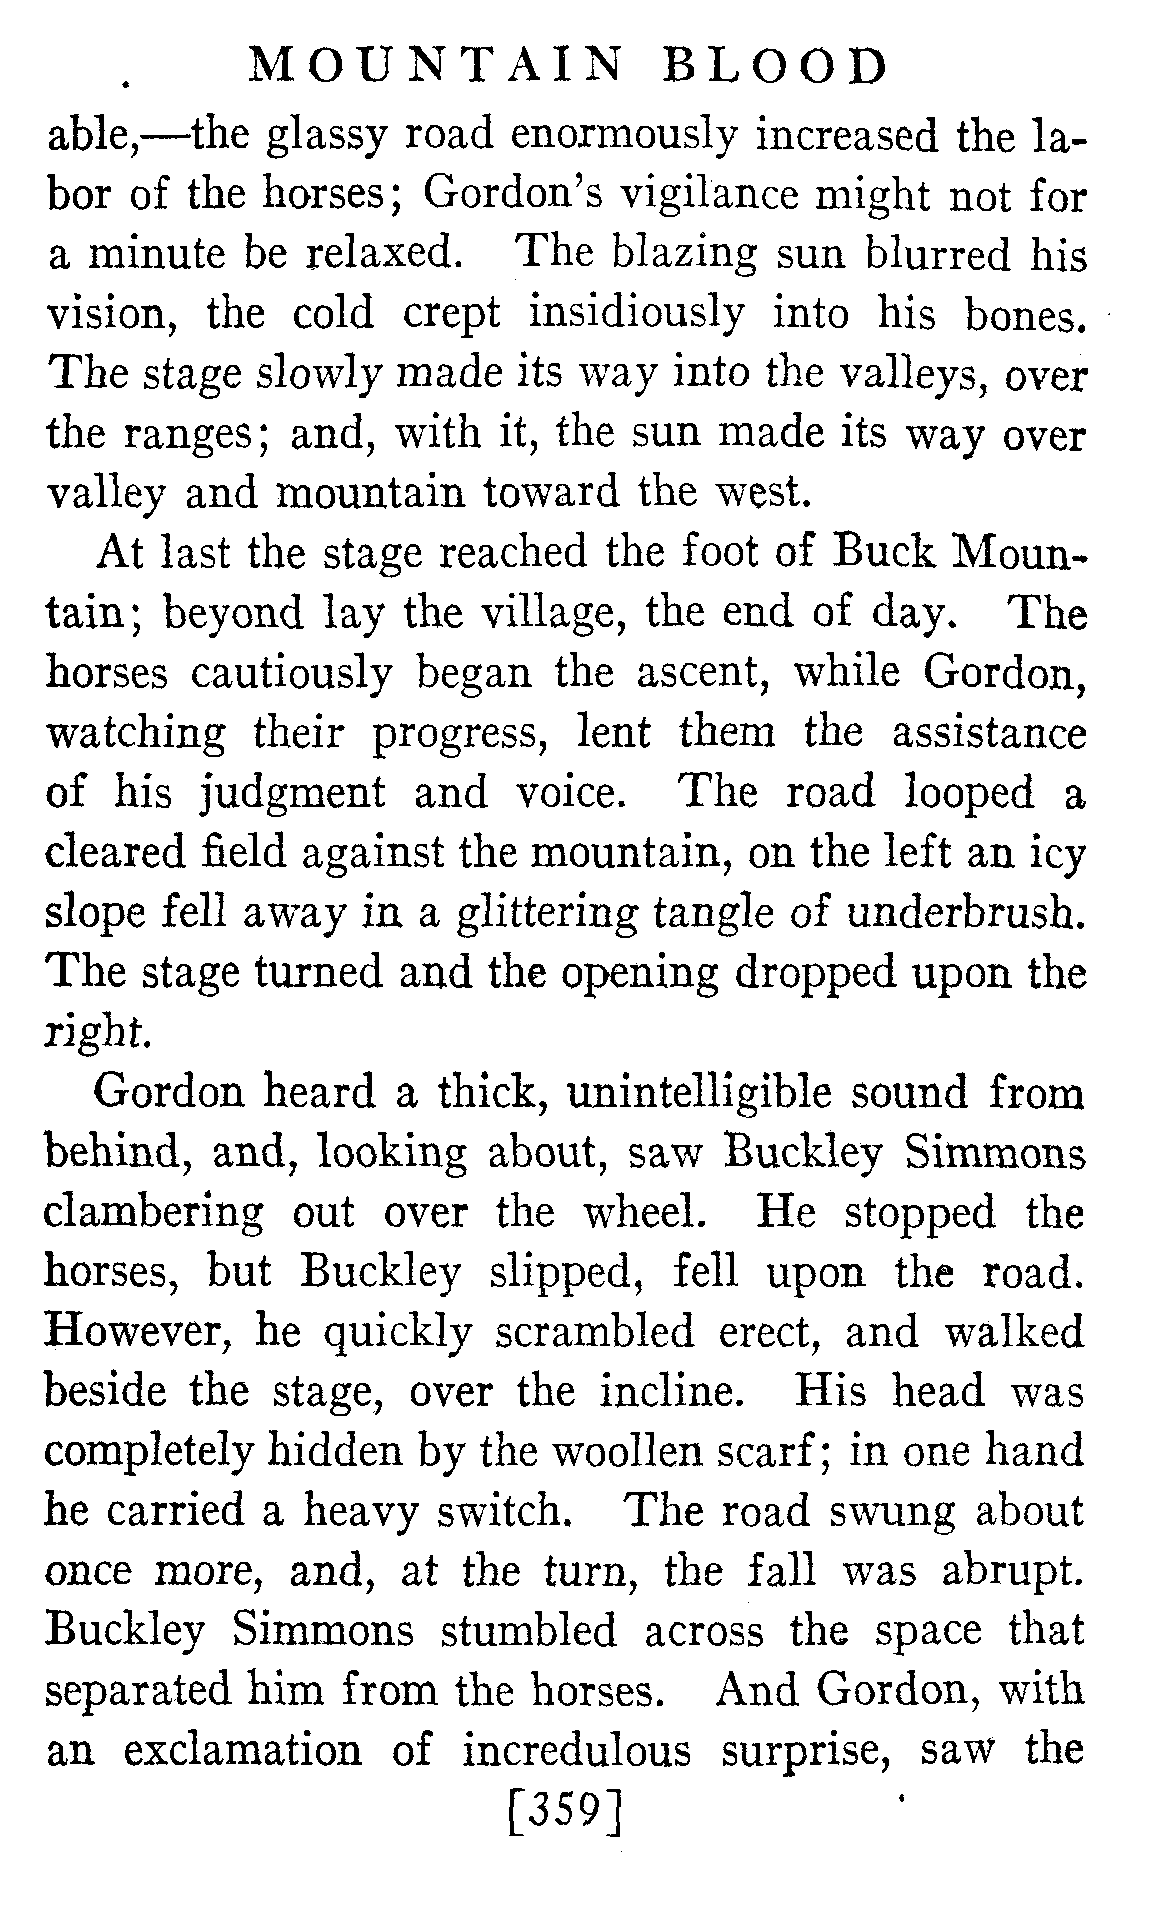 MOUNTAIN BLOOD
able,—the glassy road enormously increased the la-
bor of the horses; Gordon's vigilance might not for
a minute be relaxed. The blazing sun blurred his
vision, the cold crept insidiously into his bones.
The stage slowly made its way into the valleys, over
the ranges; and, with it, the sun made its way over
valley and mountain toward the west.
At last the stage reached the foot of Buck Moun-
tain; beyond lay the village, the end of day. The
horses cautiously began the ascent, while Gordon,
watching their progress, lent them the assistance
of his judgment and voice. The road looped a
cleared field against the mountain, on the left an icy
slope fell away in a glittering tangle of underbrush.
The stage turned and the opening dropped upon the
right.
Gordon heard a thick, unintelligible sound from
behind, and, looking about, saw Buckley Simmons
clambering out over the wheel. He stopped the
horses, but Buckley slipped, fell upon the road.
However, he quickly scrambled erect, and walked
beside the stage, over the incline. His head was
completely hidden by the woollen scarf; in one hand
he carried a heavy switch. The road swung about
once more, and, at the turn, the fall was abrupt.
Buckley Simmons stumbled across the space that
separated him from the horses. And Gordon, with
an exclamation of incredulous surprise, saw the
[359]